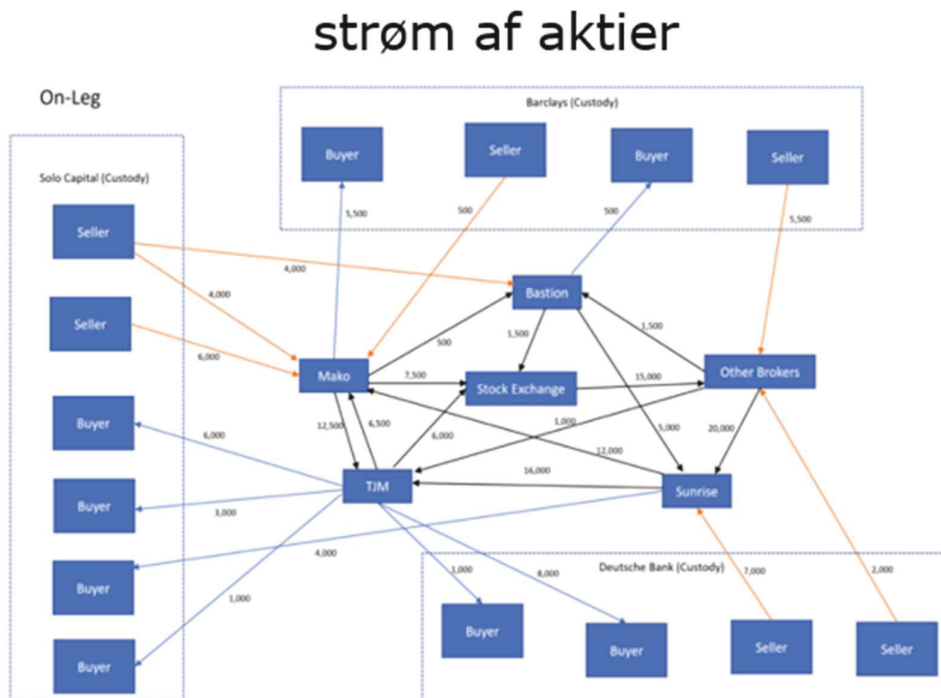 strøm af aktier
On-Leg
Barclays (Custody)
Buyer
Seller
Buyer
Seller
Solo Capital (Custody)
5,500
500
500
5,500
Seller
4,000
Bastion
4,000
Seller
500
1,500
1,500
6,000
Mako
7,500
Stock Exchange
15,000
Other Brokers
Buyer
12,500
6,500
6,000
1,000
5,000
20,000
6,000
12,000
16,000
TJM
Sunrise
Buyer
3,000
4,000
Buyer
1,000
8,000
Deutsche Bank (Custody)
7,000
2,000
1,000
Buyer
Buyer
Buyer
Seller
Seller